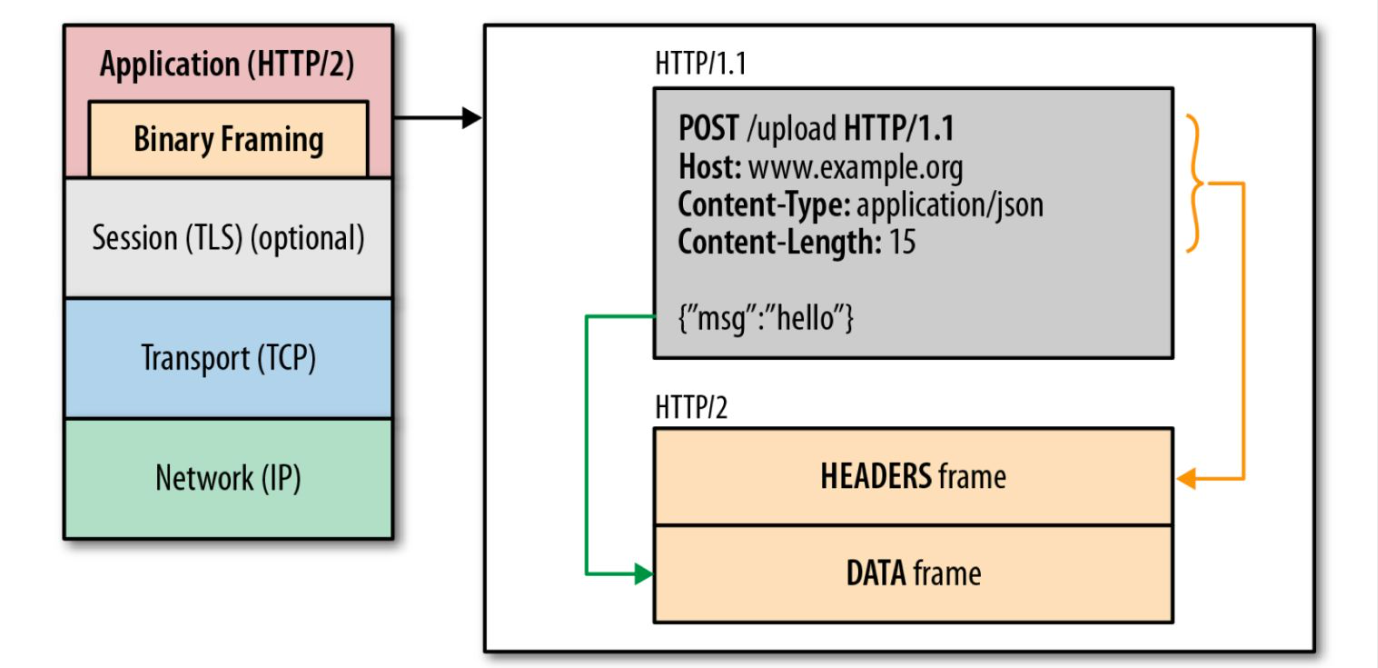 Application (HTTP/2)
Binary Framing
Session (TLS) (optional)
Transport (TCP)
Network (IP)
HTTP/1.1
POST /upload HTTP/1.1
Host: www.example.org
Content-Type: application/json
Content-Length: 15
{”msg”:”hello”}
HTTP/2
HEADERS frame
DATA frame